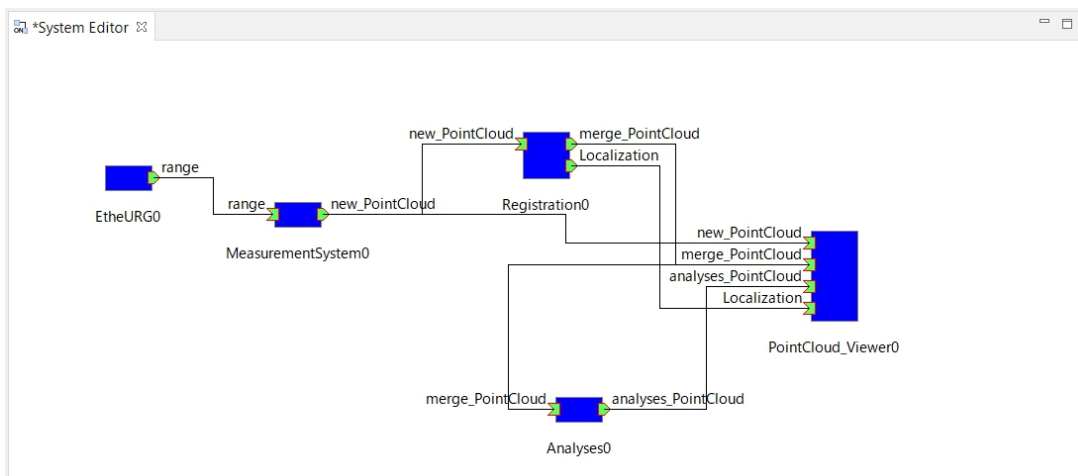 *System Editor
new_PointCloud
merge_PointCloud
Localization
range
EtheURG0
range
new_PointCloud
Registration0
MeasurementSystem0
new_PointCloud
merge_PointCloud
analyses_PointCloud
Localization
PointCloud_Viewer0
merge_PointCloud
analyses_PointCloud
Analyses0